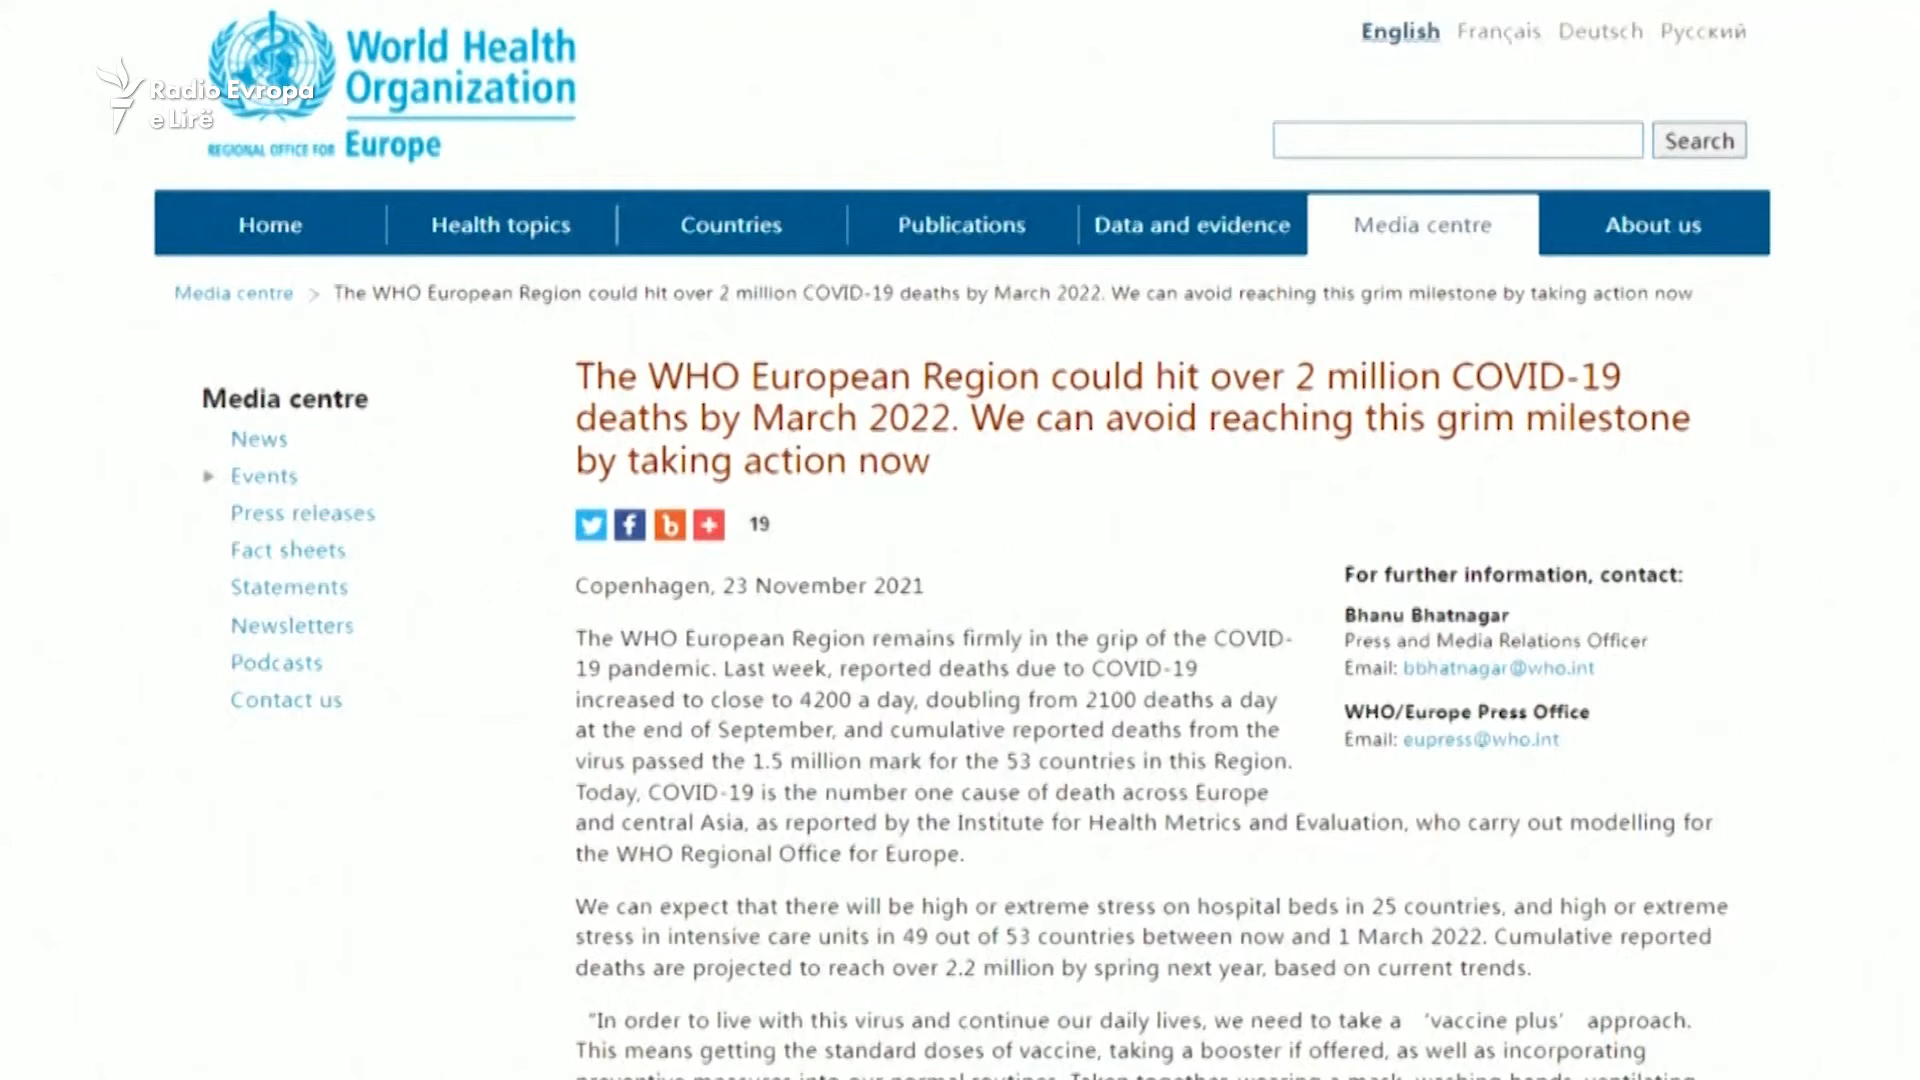 World Health
Organization
REGIONAL OFFICE FOR Europe
Radio Evropa
e Lirë
English Français Deutsch Русский
Search
Home Health topics Countries Publications Data and evidence Media centre About us
Media centre > The WHO European Region could hit over 2 million COVID-19 deaths by March 2022. We can avoid reaching this grim milestone by taking action now
Media centre
News
Events
Press releases
Fact sheets
Statements
Newsletters
Podcasts
Contact us
The WHO European Region could hit over 2 million COVID-19
deaths by March 2022. We can avoid reaching this grim milestone
by taking action now
19
Copenhagen, 23 November 2021
The WHO European Region remains firmly in the grip of the COVID-
19 pandemic. Last week, reported deaths due to COVID-19
increased to close to 4200 a day, doubling from 2100 deaths a day
at the end of September, and cumulative reported deaths from the
virus passed the 1.5 million mark for the 53 countries in this Region.
Today, COVID-19 is the number one cause of death across Europe
and central Asia, as reported by the Institute for Health Metrics and Evaluation, who carry out modelling for
the WHO Regional Office for Europe.
We can expect that there will be high or extreme stress on hospital beds in 25 countries, and high or extreme
stress in intensive care units in 49 out of 53 countries between now and 1 March 2022. Cumulative reported
deaths are projected to reach over 2.2 million by spring next year, based on current trends.
"In order to live with this virus and continue our daily lives, we need to take a 'vaccine plus' approach.
This means getting the standard doses of vaccine, taking a booster if offered, as well as incorporating
For further information, contact:
Bhanu Bhatnagar
Press and Media Relations Officer
Email: bbhatnagar@who.int
WHO/Europe Press Office
Email: eupress@who.int